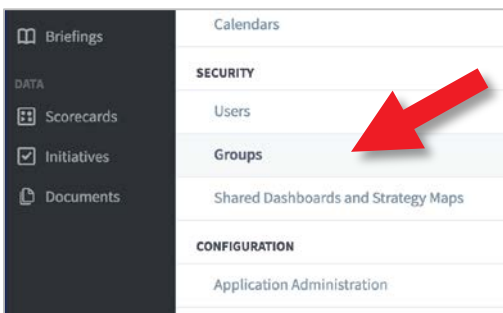 Briefings
DATA
Scorecards
Initiatives
Documents
Calendars
SECURITY
Users
Groups
Shared Dashboards and Strategy Maps
CONFIGURATION
Application Administration